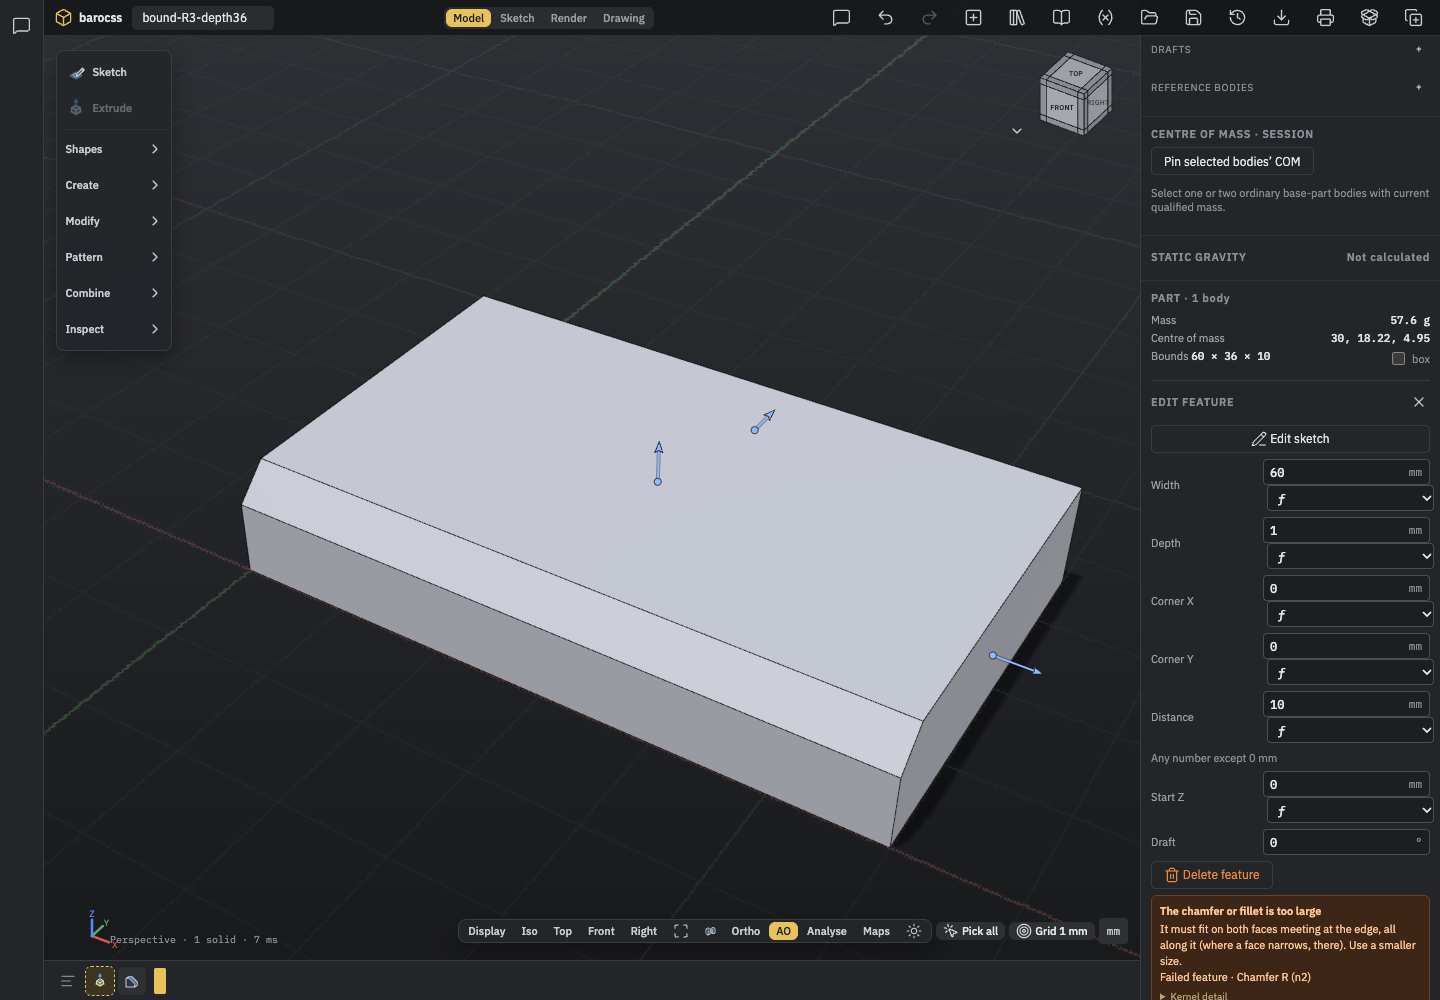 barocss
bound-R3-depth36
Model
Sketch
Render
Drawing
Sketch
Extrude
Shapes
Create
Modify
Pattern
Combine
Inspect
TOP
FRONT
RIGHT
DRAFTS
+
REFERENCE BODIES
+
CENTRE OF MASS · SESSION
Pin selected bodies’ COM
Select one or two ordinary base-part bodies with current
qualified mass.
STATIC GRAVITY Not calculated
PART · 1 body
Mass 57.6 g
Centre of mass 30, 18.22, 4.95
Bounds 60 × 36 × 10 box
EDIT FEATURE
Edit sketch
Width 60 mm
ƒ
Depth 1 mm
ƒ
Corner X 0 mm
ƒ
Corner Y 0 mm
ƒ
Distance 10 mm
ƒ
Any number except 0 mm
Start Z 0 mm
ƒ
Draft 0 °
Delete feature
The chamfer or fillet is too large
It must fit on both faces meeting at the edge, all
along it (where a face narrows, there). Use a smaller
size.
Failed feature · Chamfer R (n2)
Kernel detail
Z
Y
X
Perspective · 1 solid · 7 ms
Display
Iso
Top
Front
Right
Ortho
AO
Analyse
Maps
Pick all
Grid 1 mm
mm